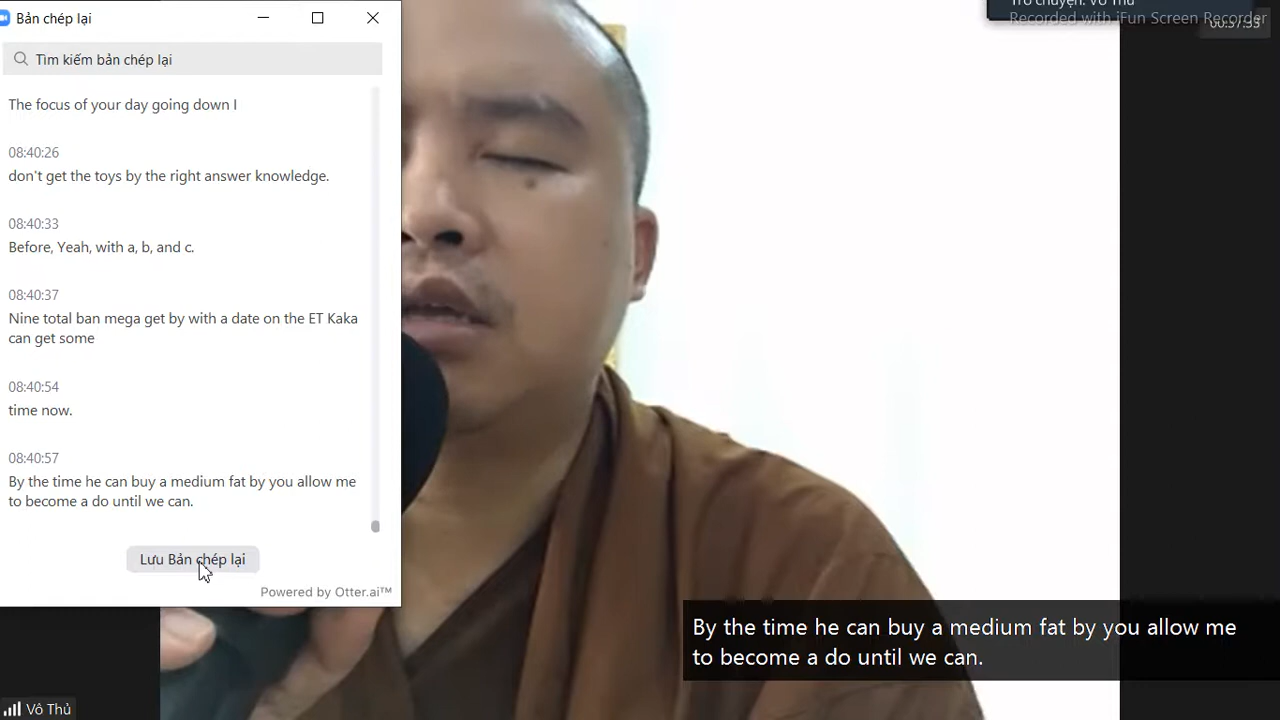 Bản chép lại
Tìm kiếm bản chép lại
The focus of your day going down I
08:40:26
don't get the toys by the right answer knowledge.
08:40:33
Before, Yeah, with a, b, and c.
08:40:37
Nine total ban mega get by with a date on the ET Kaka
can get some
08:40:54
time now.
08:40:57
By the time he can buy a medium fat by you allow me
to become a do until we can.
Lưu Bản chép lại
Powered by Otter.ai™
Trò chuyện: Vô Thủ
Recorded with iFun Screen Recorder
By the time he can buy a medium fat by you allow me
to become a do until we can.
Vô Thủ